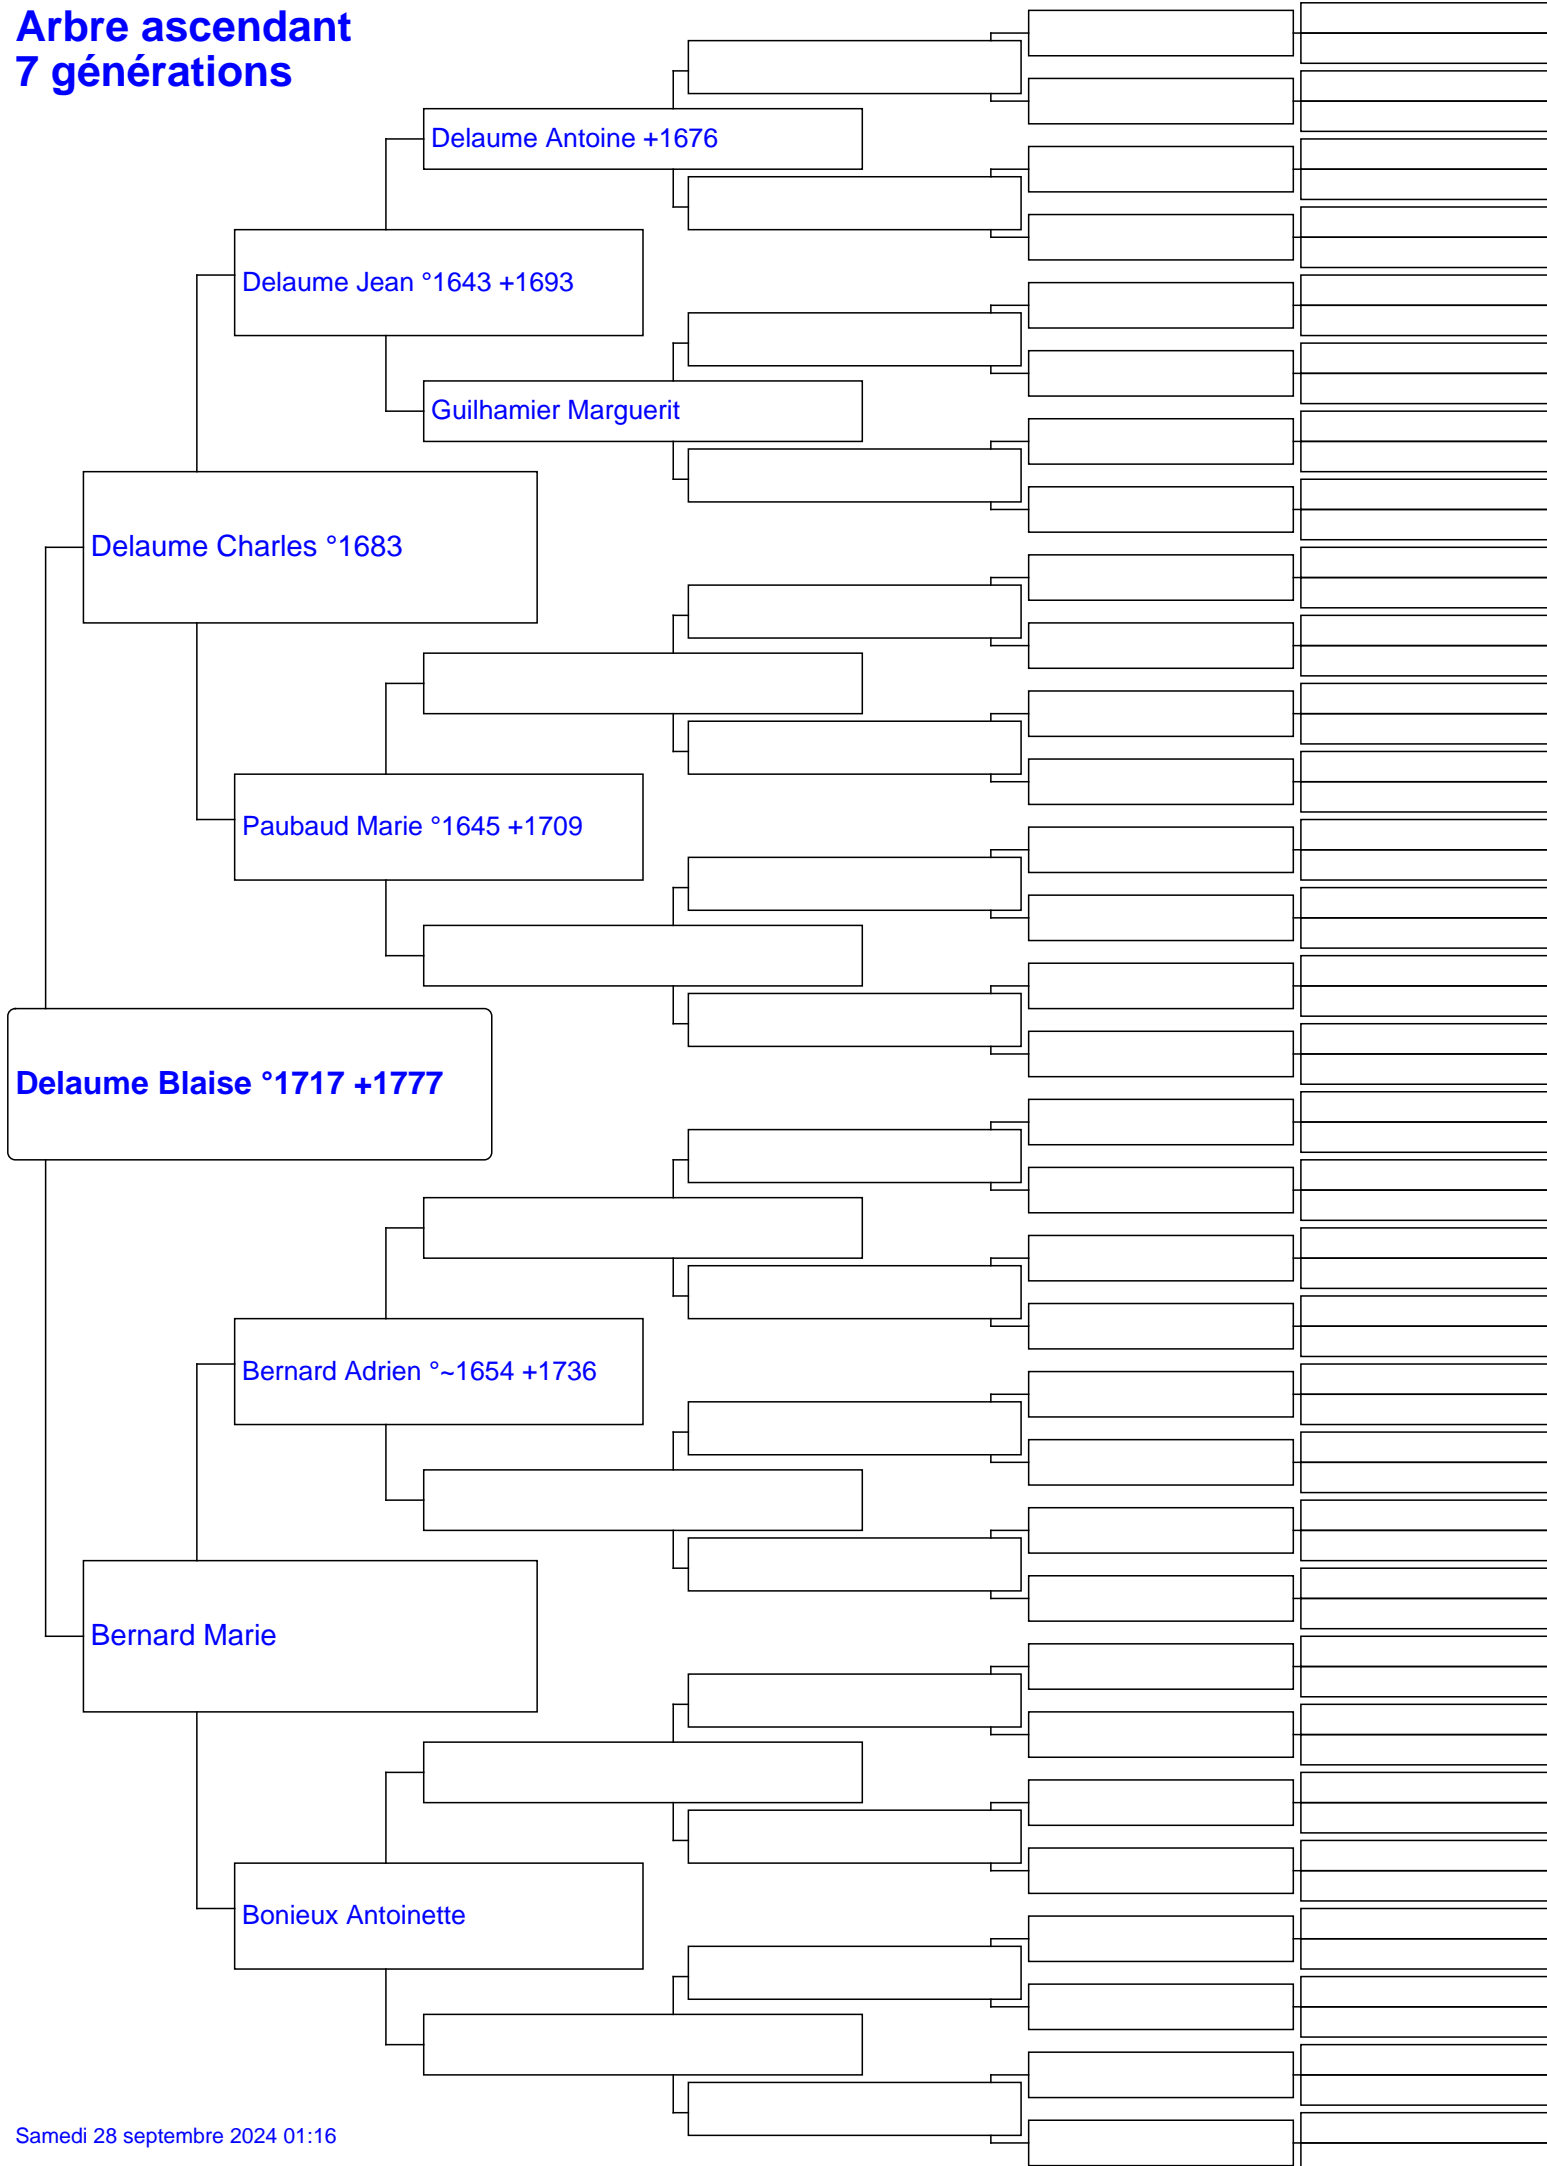 Arbre ascendant
7 générations
Delaume Antoine +1676
Delaume Jean °1643 +1693
Guilhamier Marguerit
Delaume Charles °1683
Paubaud Marie °1645 +1709
Delaume Blaise °1717 +1777
Bernard Adrien °~1654 +1736
Bernard Marie
Bonieux Antoinette
Samedi 28 septembre 2024 01:16